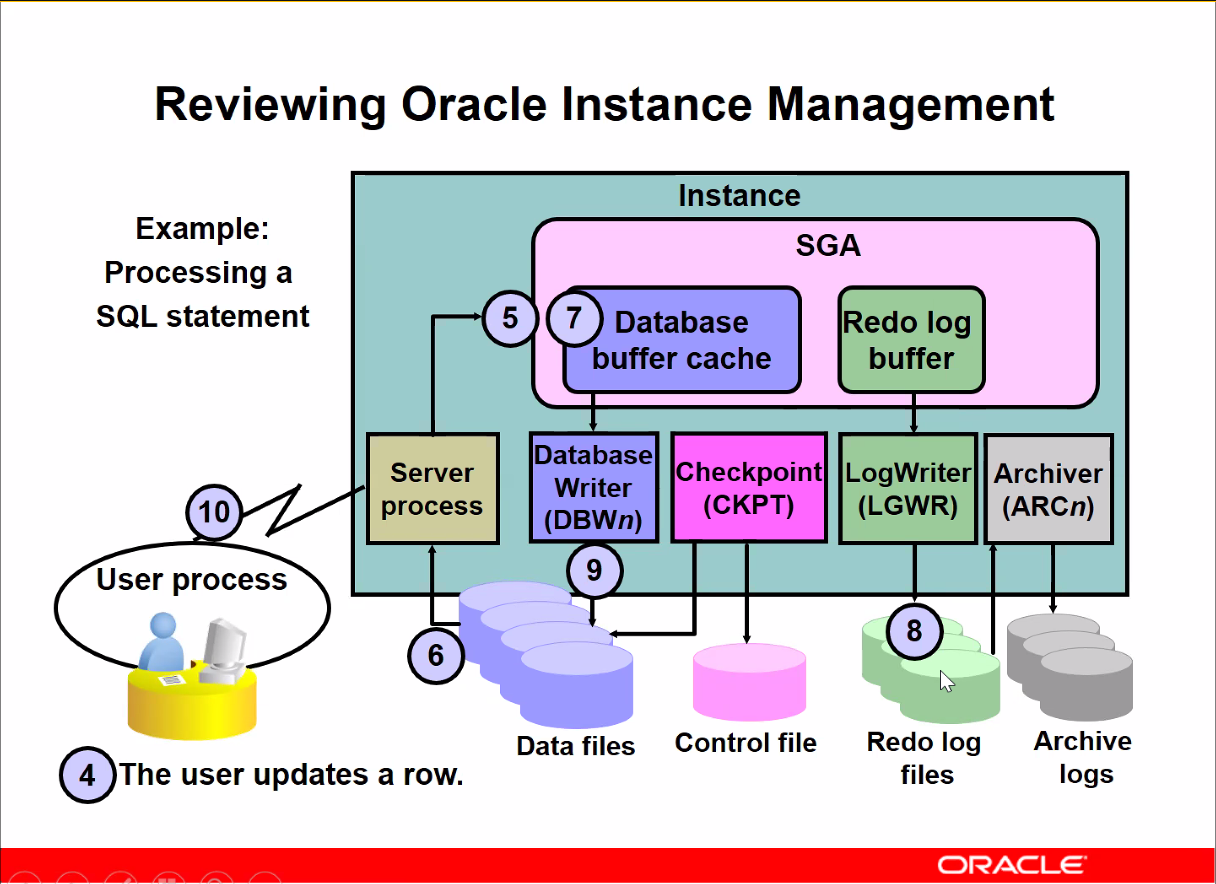 Reviewing Oracle Instance Management
Example:
Processing a
SQL statement
Instance
SGA
5
7
Database
buffer cache
Redo log
buffer
Server
process
Database
Writer
(DBWn)
Checkpoint
(CKPT)
LogWriter
(LGWR)
Archiver
(ARCn)
10
User process
9
6
8
Data files
Control file
Redo log
files
Archive
logs
4
The user updates a row.
ORACLE